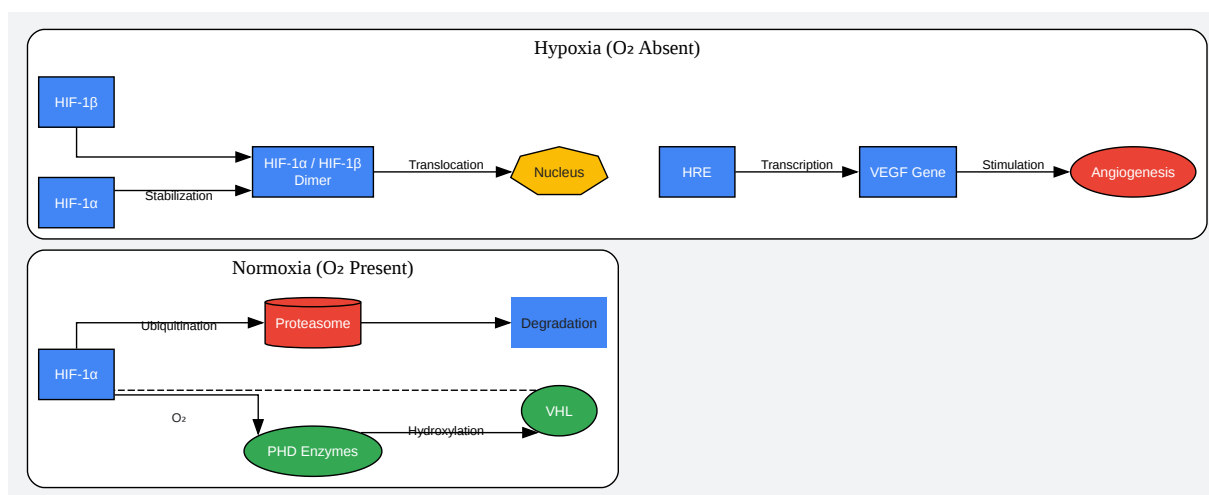 Hypoxia (O₂ Absent)
HIF-1β
HIF-1α / HIF-1β
Dimer
Translocation
Nucleus
HRE
Transcription
VEGF Gene
Stimulation
Angiogenesis
Stabilization
HIF-1α
Normoxia (O₂ Present)
Ubiquitination
Proteasome
Degradation
HIF-1α
O₂
VHL
Hydroxylation
PHD Enzymes